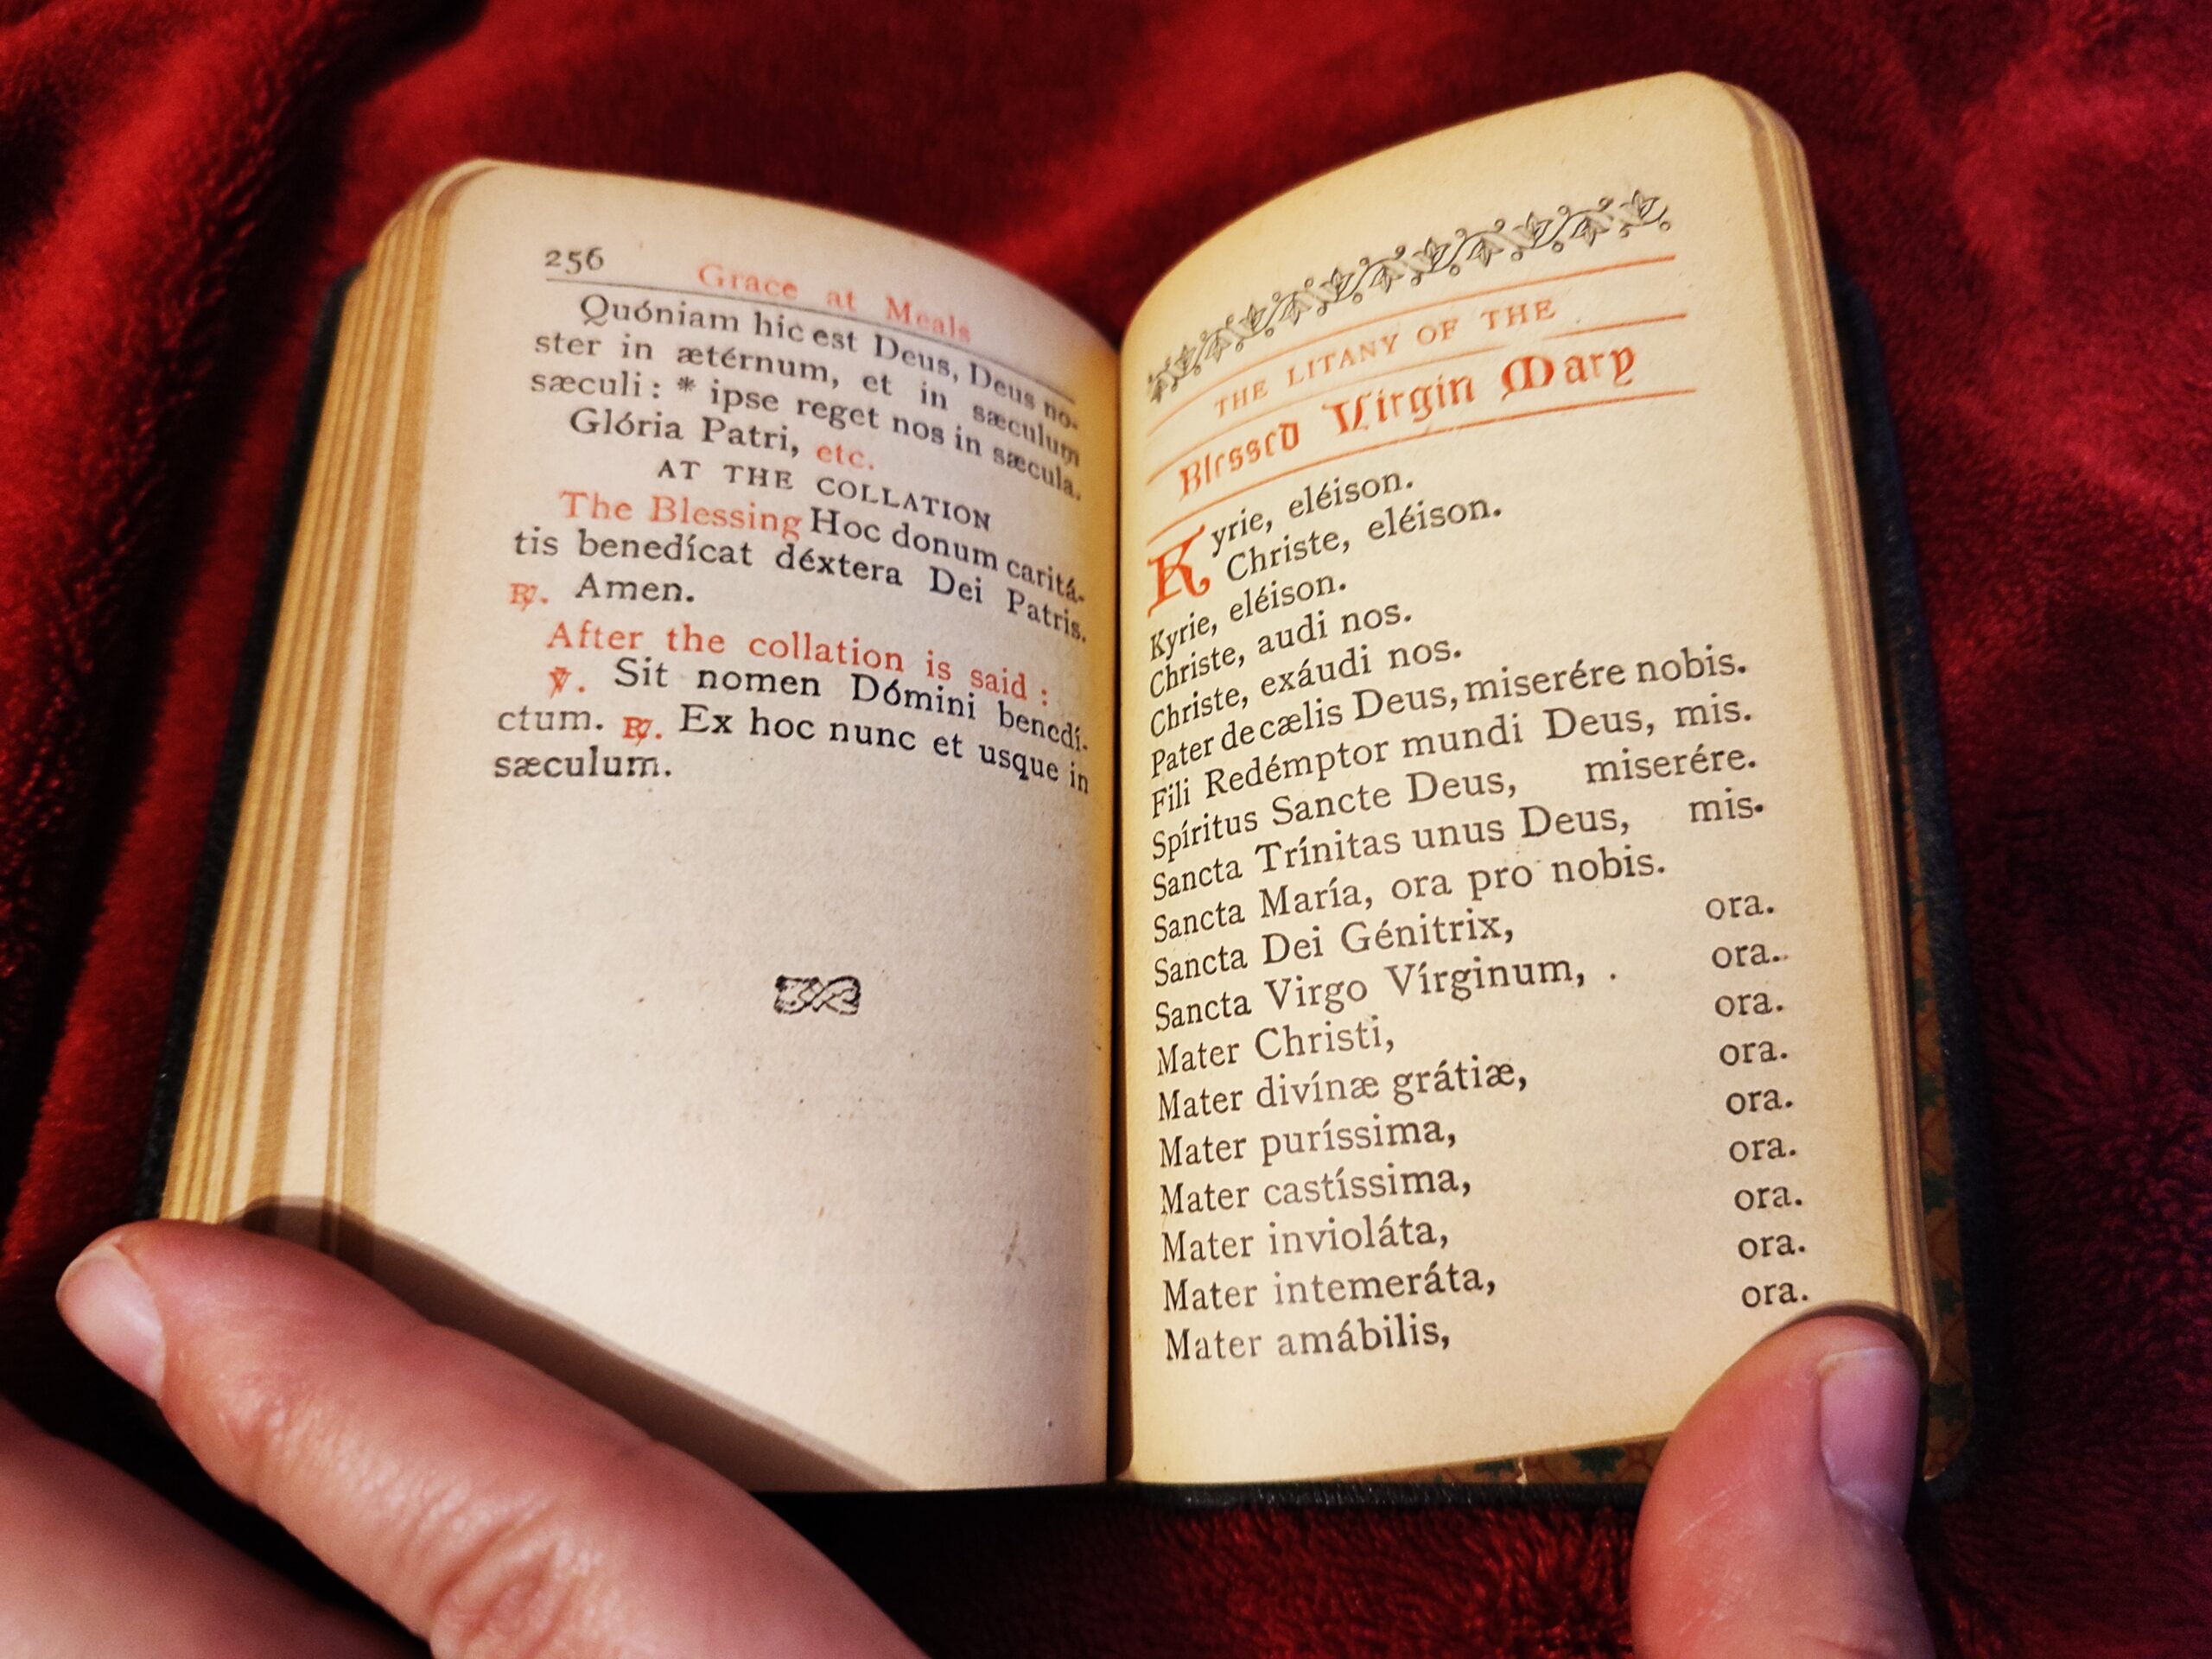 256 Grace at Meals
Quóniam hic est Deus, Deus no-
ster in ætérnum, et in sæculum
sæculi: * ipse reget nos in sæcula.
Glória Patri, etc.
AT THE COLLATION
The Blessing Hoc donum caritá-
tis benedícat déxtera Dei Patris.
℟. Amen.
After the collation is said :
℣. Sit nomen Dómini benedí-
ctum. ℟. Ex hoc nunc et usque in
sæculum.
THE LITANY OF THE
Blessed Virgin Mary
Kyrie, eléison.
Christe, eléison.
Kyrie, eléison.
Christe, audi nos.
Christe, exáudi nos.
Pater de cælis Deus, miserére nobis.
Fili Redémptor mundi Deus, mis.
Spíritus Sancte Deus, miserére.
Sancta Trínitas unus Deus, mis.
Sancta María, ora pro nobis.
Sancta Dei Génitrix, ora.
Sancta Virgo Vírginum, . ora.
Mater Christi, ora.
Mater divínæ grátiæ, ora.
Mater puríssima, ora.
Mater castíssima, ora.
Mater invioláta, ora.
Mater intemeráta, ora.
Mater amábilis, ora.